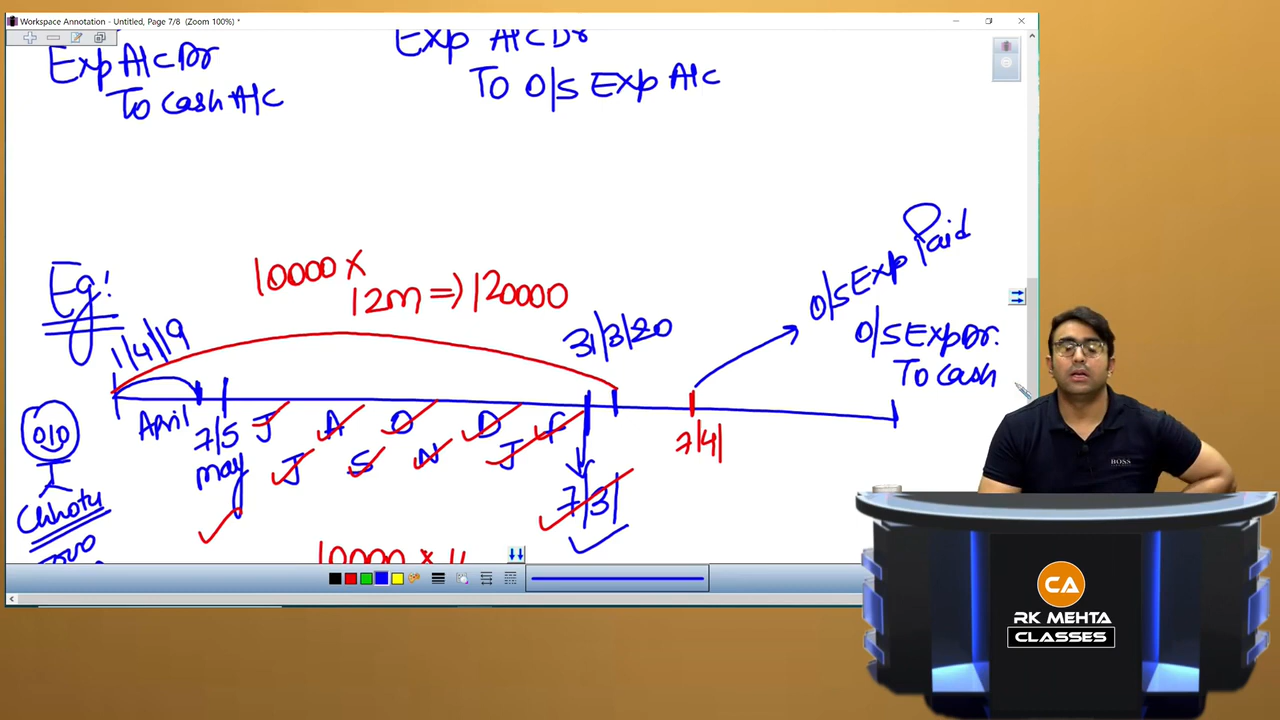 Workspace Annotation - Untitled, Page 7/8 (Zoom 100%) *
Exp A/c Dr
To Cash A/c
Exp A/c Dr
To O/S Exp A/c
Eg:
10000 x
12m => 120000
1/4/19
31/3/20
O/S Exp Paid
O/S Exp Dr.
To cash
April
7/5
may
J
J
A
S
O
N
D
J
F
7/3/
7/4/
Chhotu
10000 x 11
BOSS
CA
RK MEHTA
CLASSES